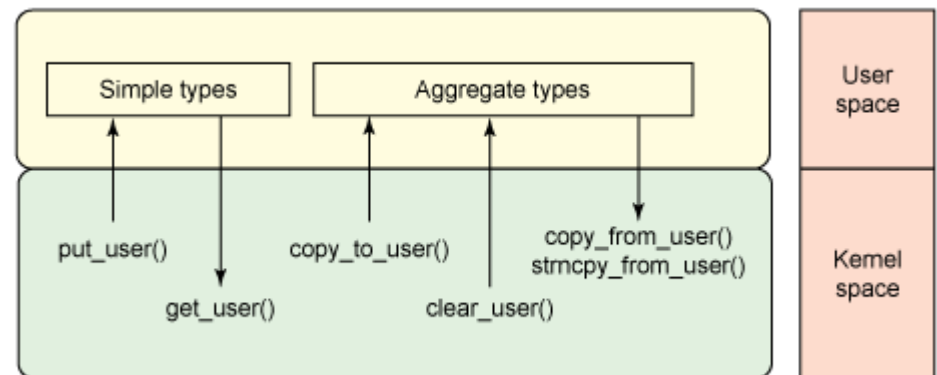 Simple types
Aggregate types
User
space
put_user()
copy_to_user()
copy_from_user()
strncpy_from_user()
get_user()
clear_user()
Kernel
space